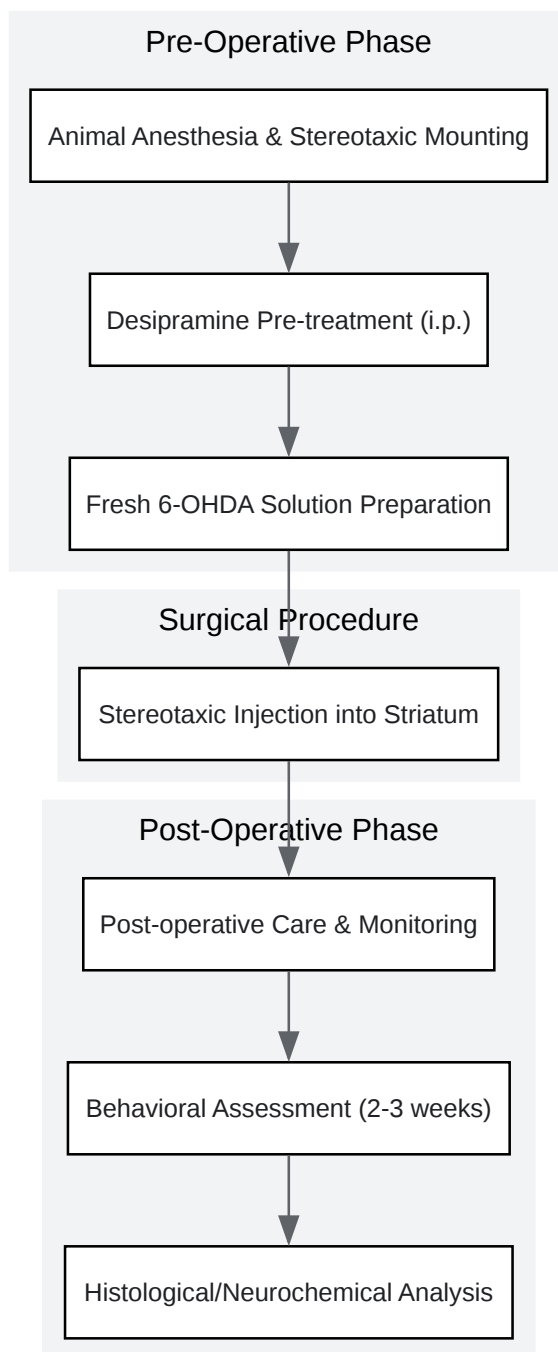 Pre-Operative Phase
Animal Anesthesia & Stereotaxic Mounting
Desipramine Pre-treatment (i.p.)
Fresh 6-OHDA Solution Preparation
Surgical Procedure
Stereotaxic Injection into Striatum
Post-Operative Phase
Post-operative Care & Monitoring
Behavioral Assessment (2-3 weeks)
Histological/Neurochemical Analysis